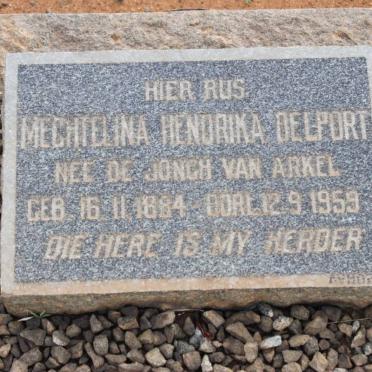 HIER RUS
MECHTELINA HENDRIKA DELPORT
NEE DE JONGH VAN ARKEL
GEB. 16.11.1884 - OORL. 12.9.1959
DIE HERE IS MY HERDER